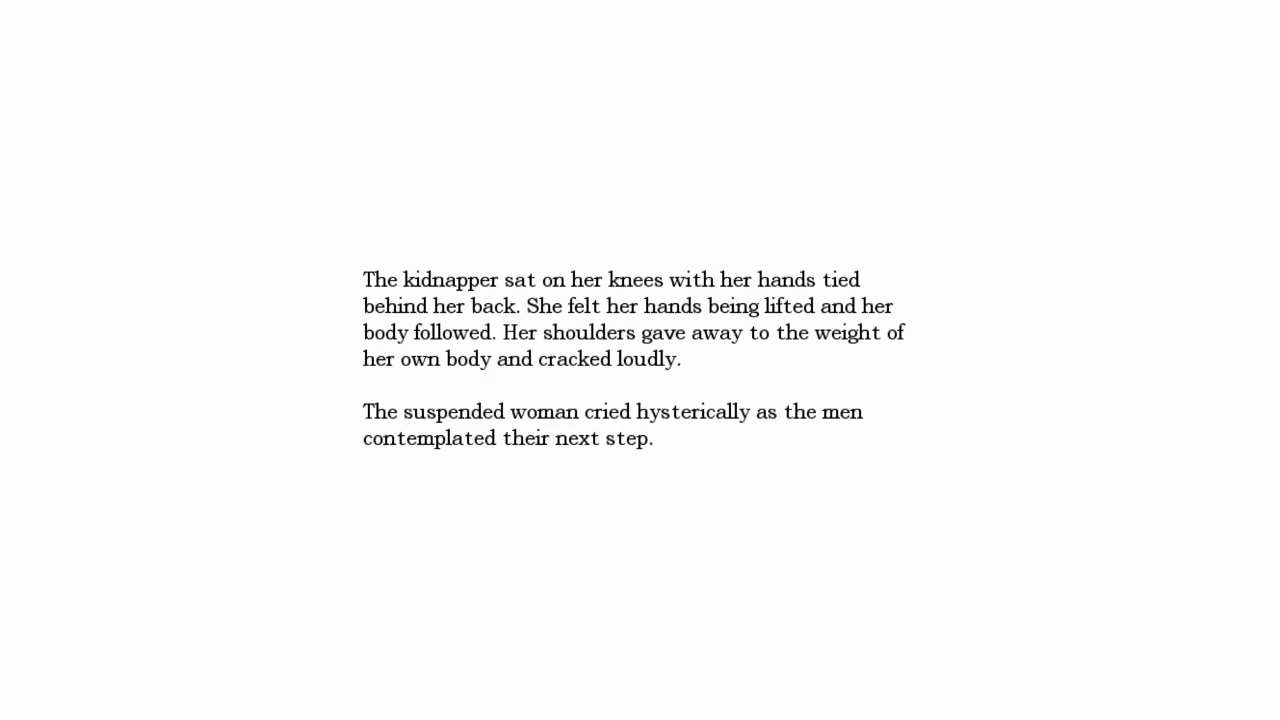 The kidnapper sat on her knees with her hands tied
behind her back. She felt her hands being lifted and her
body followed. Her shoulders gave away to the weight of
her own body and cracked loudly.
The suspended woman cried hysterically as the men
contemplated their next step.